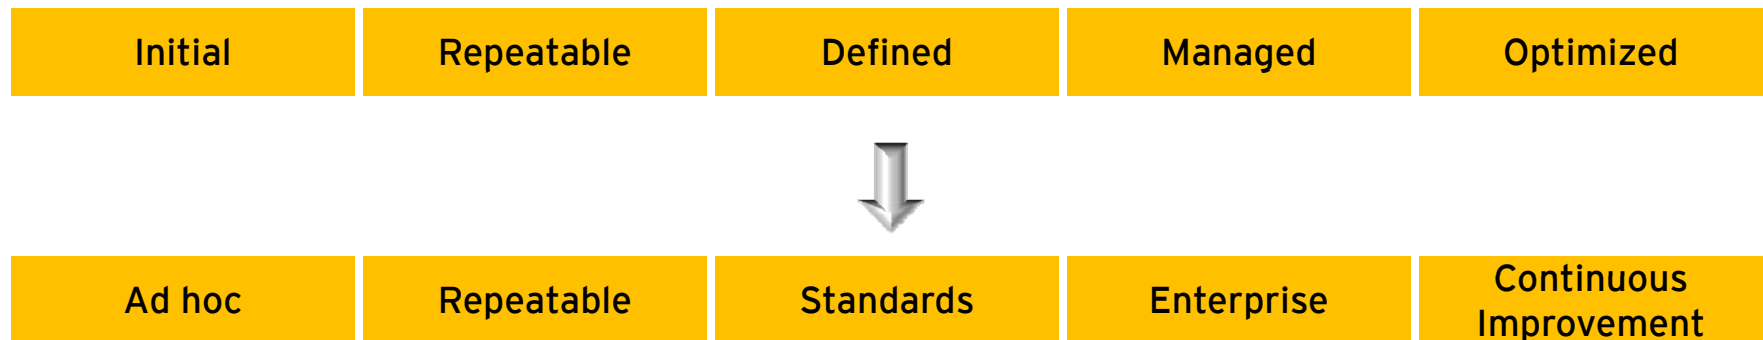 Initial
Repeatable
Defined
Managed
Optimized
Ad hoc
Repeatable
Standards
Enterprise
Continuous
Improvement